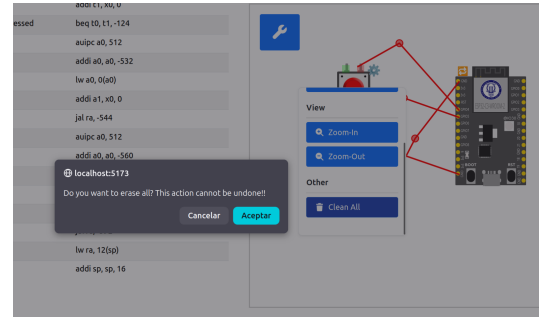 addi t1, x0, 0
essed beq t0, t1, -124
auipc a0, 512
addi a0, a0, -532
lw a0, 0(a0)
addi a1, x0, 0
jal ra, -544
auipc a0, 512
addi a0, a0, -560
lw ra, 12(sp)
addi sp, sp, 16
localhost:5173
Do you want to erase all? This action cannot be undone!!
Cancelar
Aceptar
View
Zoom-In
Zoom-Out
Other
Clean All